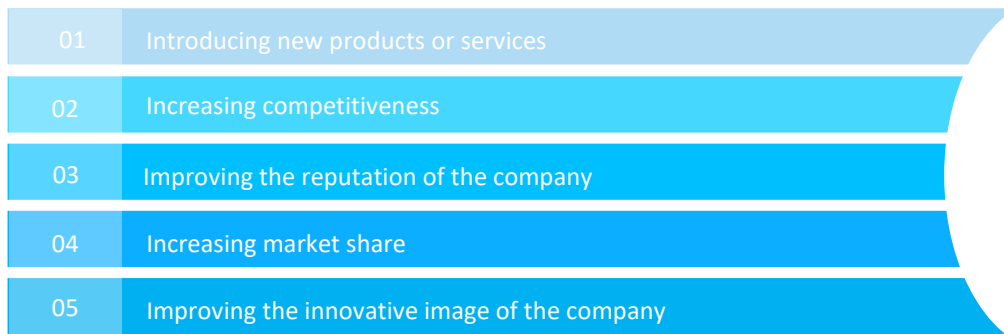 01 Introducing new products or services
02 Increasing competitiveness
03 Improving the reputation of the company
04 Increasing market share
05 Improving the innovative image of the company